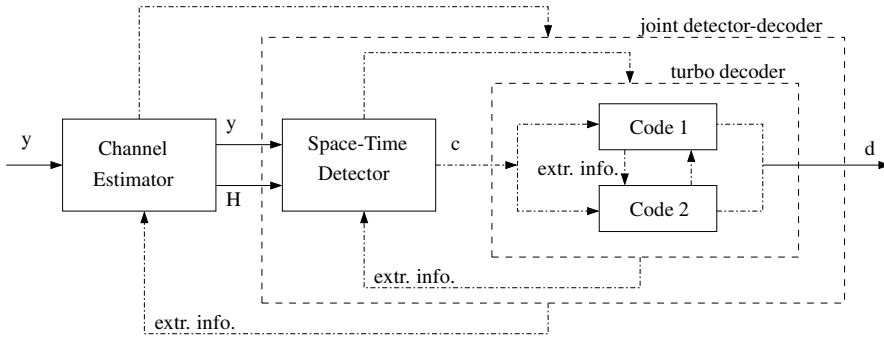 joint detector-decoder
turbo decoder
y
Channel
Estimator
y
H
Space-Time
Detector
c
Code 1
extr. info.
Code 2
d
extr. info.
extr. info.